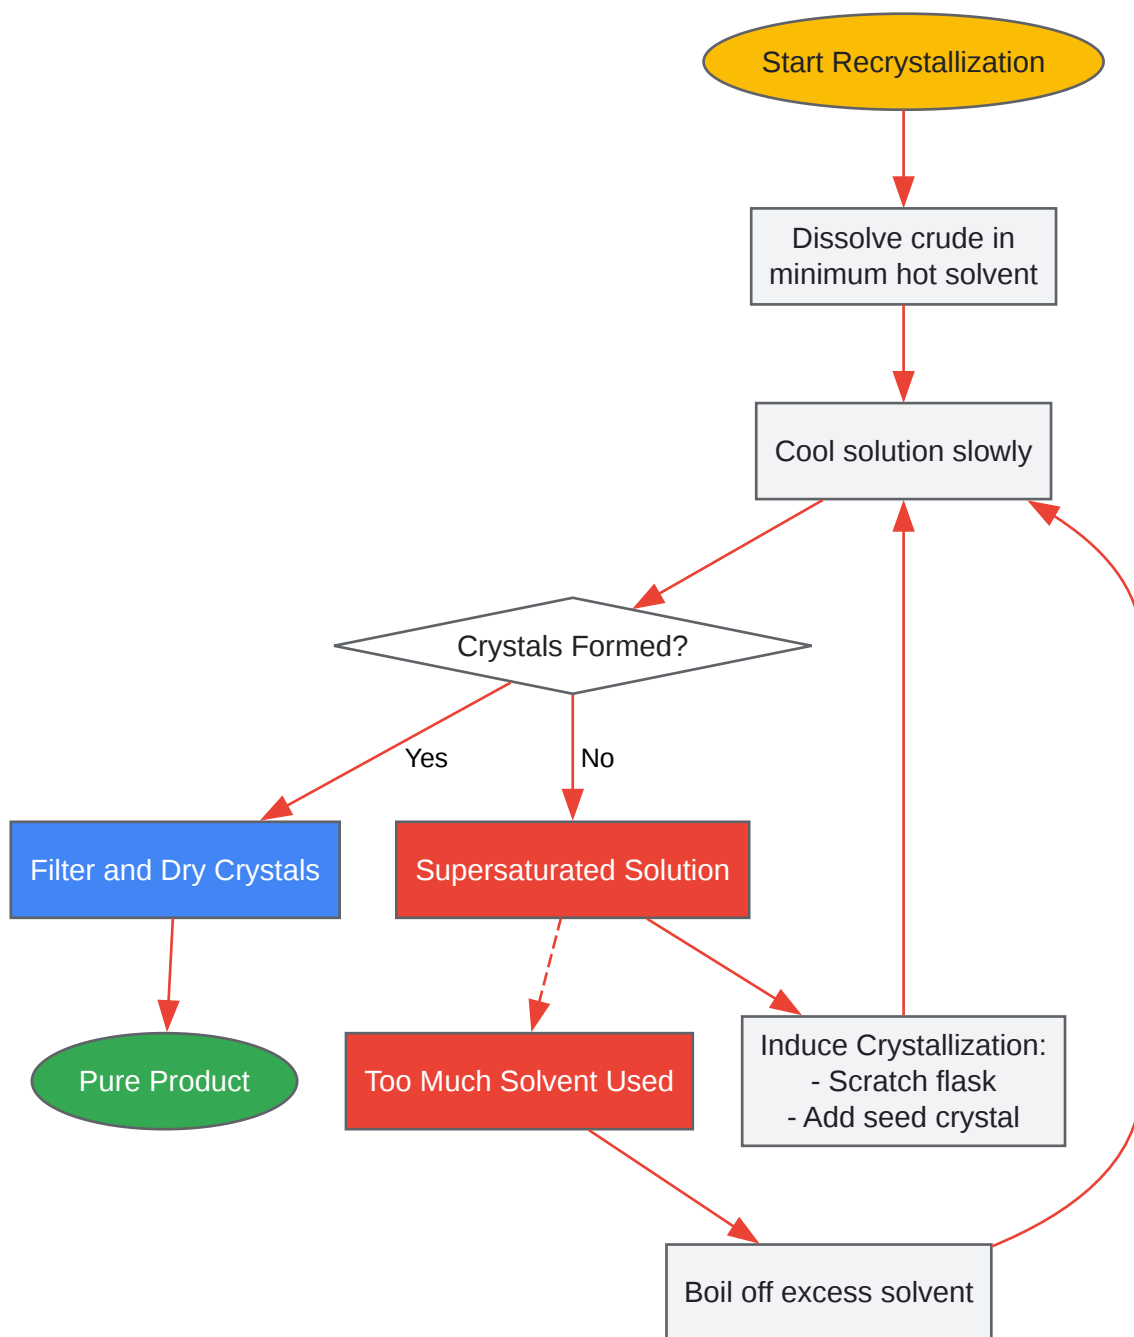 Start Recrystallization
Dissolve crude in
minimum hot solvent
Cool solution slowly
Crystals Formed?
Yes
No
Filter and Dry Crystals
Supersaturated Solution
Pure Product
Too Much Solvent Used
Induce Crystallization:
- Scratch flask
- Add seed crystal
Boil off excess solvent